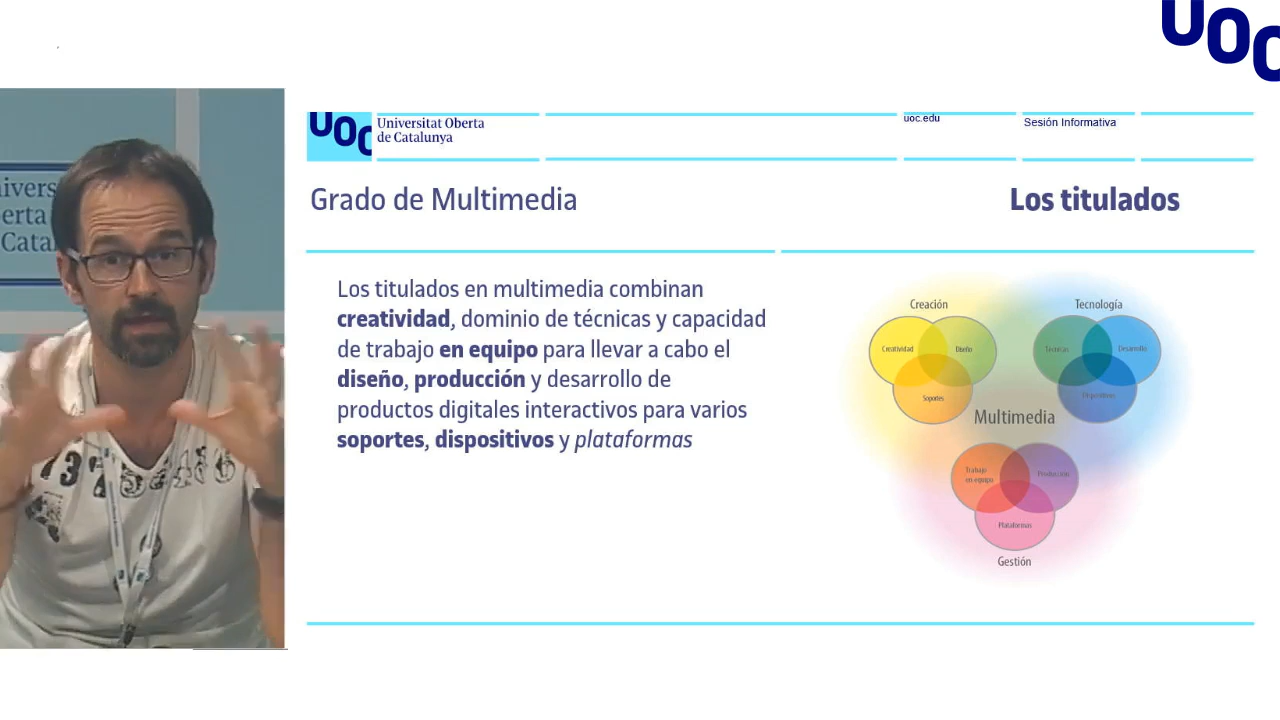 UOC
UOC
Universitat Oberta
de Catalunya
uoc.edu
Sesión Informativa
Grado de Multimedia
Los titulados
Los titulados en multimedia combinan
creatividad, dominio de técnicas y capacidad
de trabajo en equipo para llevar a cabo el
diseño, producción y desarrollo de
productos digitales interactivos para varios
soportes, dispositivos y plataformas
Creación
Creatividad
Diseño
Soportes
Tecnología
Técnicas
Desarrollo
Dispositivos
Multimedia
Trabajo
en equipo
Producción
Plataformas
Gestión